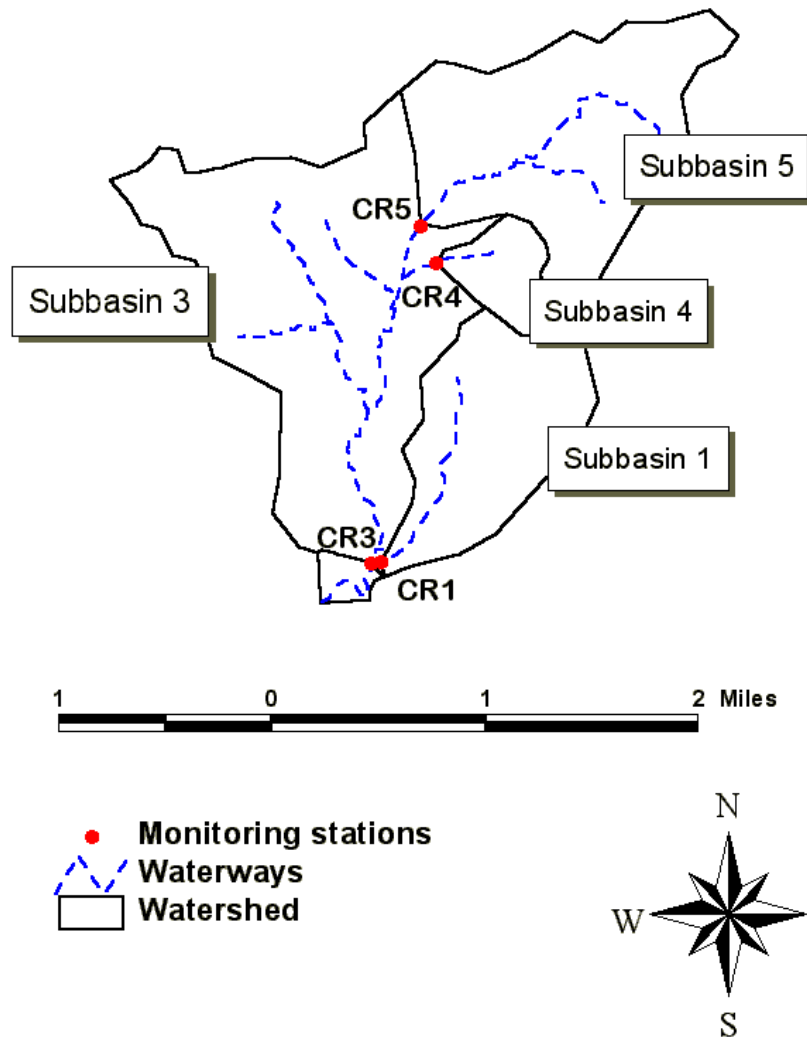 Subbasin 5
CR5
CR4
Subbasin 3
Subbasin 4
Subbasin 1
CR3
CR1
1 0 1 2 Miles
Monitoring stations
Waterways
Watershed
N
W
S